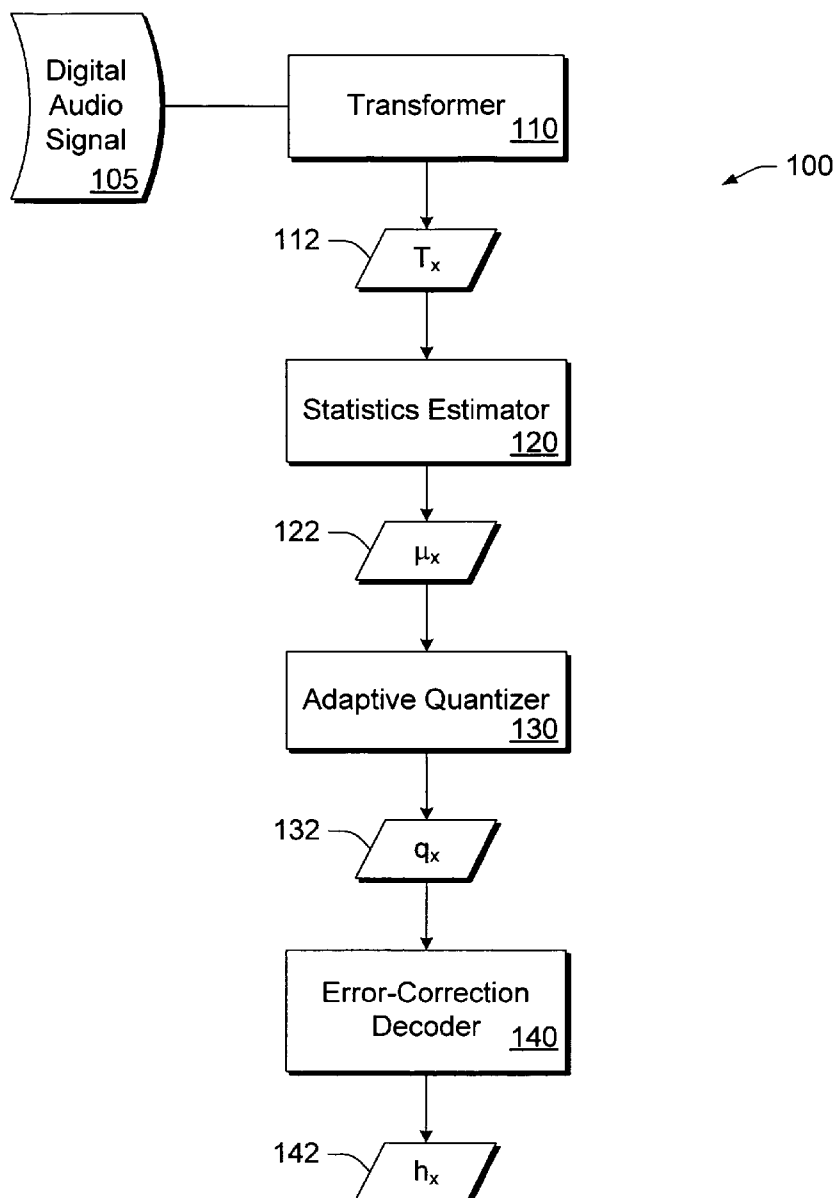 Digital
Audio
Signal
105
Transformer
110
100
112
Tx
Statistics Estimator
120
122
μx
Adaptive Quantizer
130
132
qx
Error-Correction
Decoder
140
142
hx